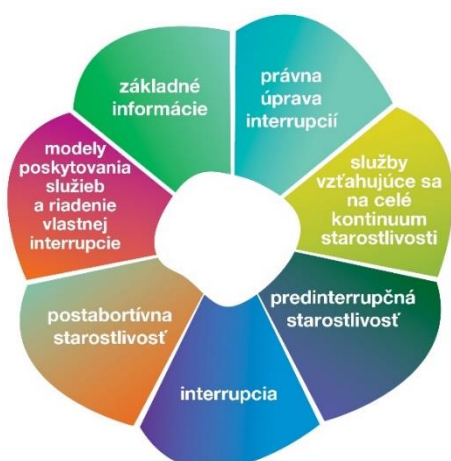 základné
informácie
právna
úprava
interrupcií
služby
vzťahujúce sa
na celé
kontinuum
starostlivosti
predinterrupčná
starostlivosť
interrupcia
postabortívna
starostlivosť
modely
poskytovania
služieb
a riadenie
vlastnej
interrupcie